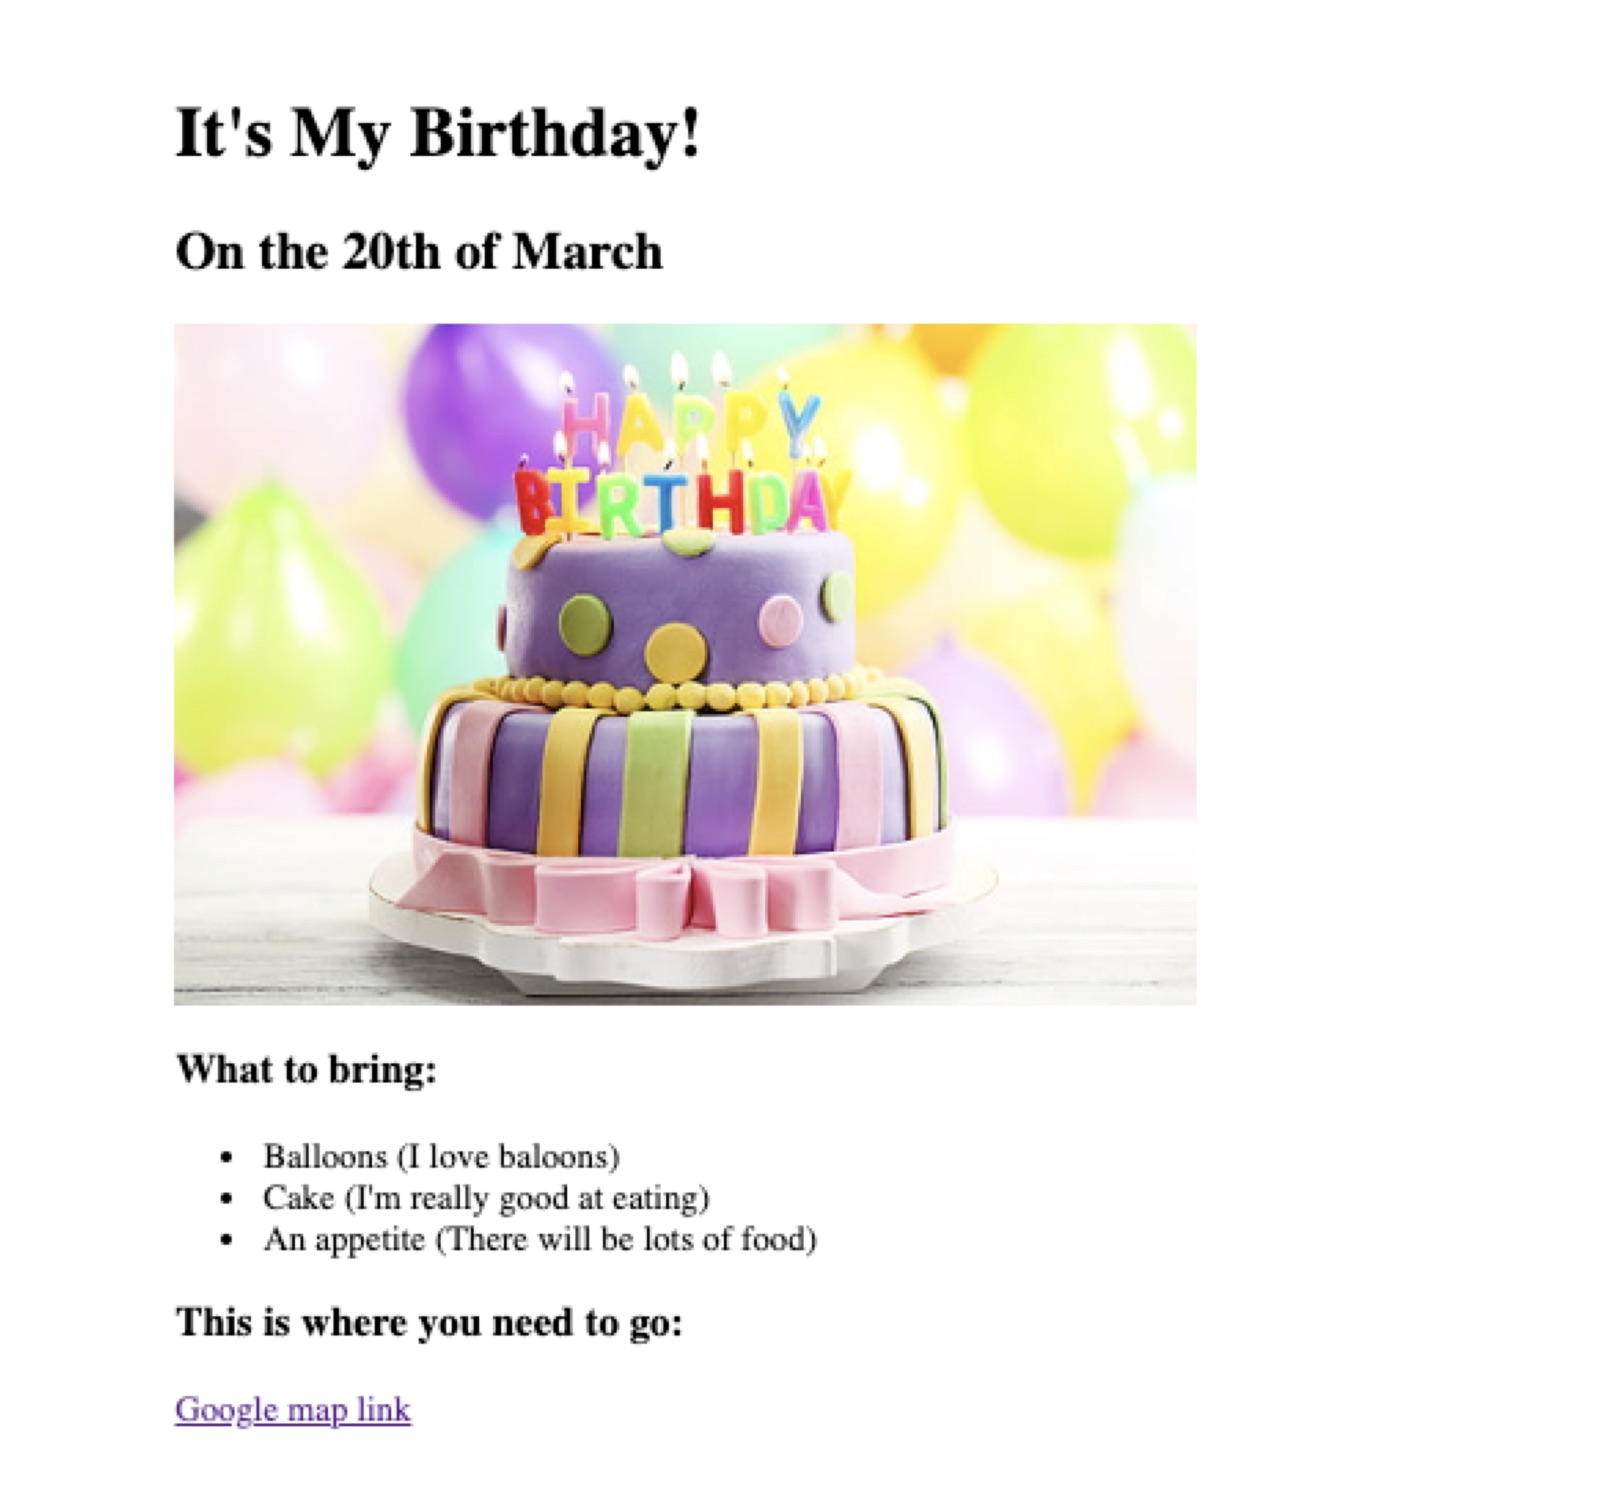 It's My Birthday!
On the 20th of March
HAPPY
BIRTHDAY
What to bring:
Balloons (I love baloons)
Cake (I'm really good at eating)
An appetite (There will be lots of food)
This is where you need to go:
Google map link